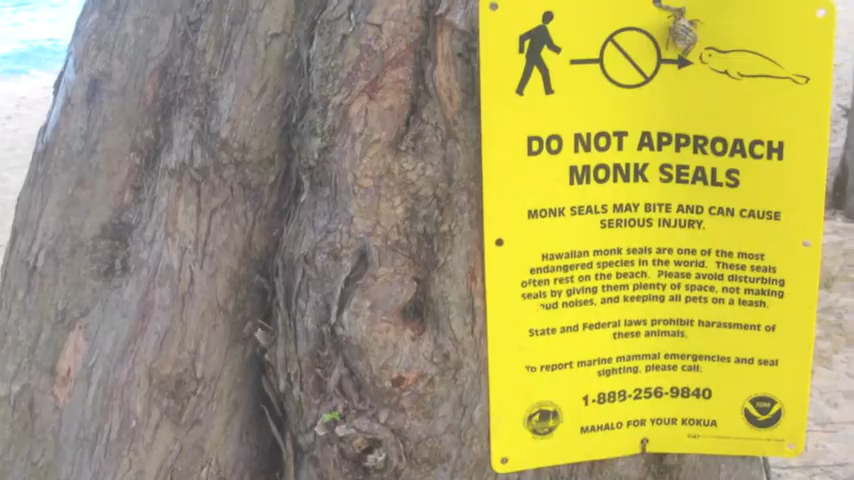 DO NOT APPROACH
MONK SEALS
MONK SEALS MAY BITE AND CAN CAUSE
SERIOUS INJURY.
Hawaiian monk seals are one of the most
endangered species in the world. These seals
often rest on the beach. Please avoid disturbing
seals by giving them plenty of space, not making
oud noises, and keeping all pets on a leash.
State and Federal laws prohibit harassment of
these animals.
To report marine mammal emergencies and seal
sighting, please call:
1-888-256-9840
MAHALO FOR YOUR KOKUA